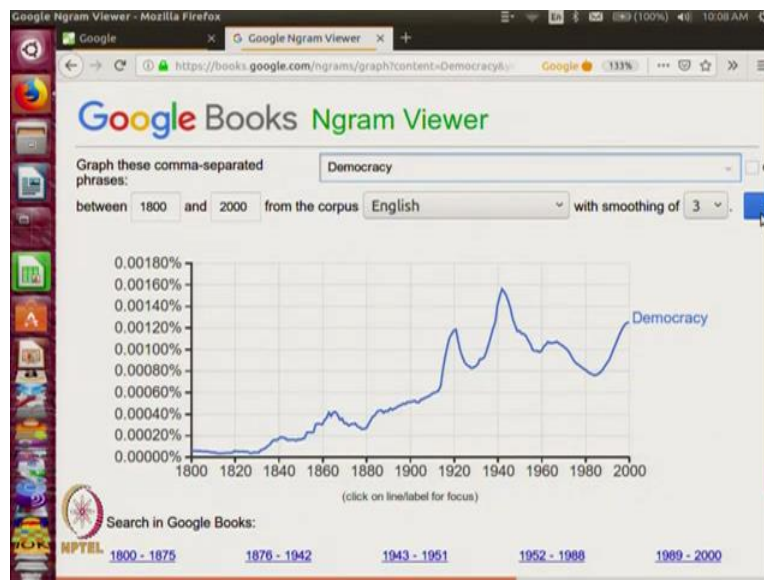 Google Ngram Viewer - Mozilla Firefox
En
(100%)
10:08 AM
Google ×
G Google Ngram Viewer × +
https://books.google.com/ngrams/graph?content=Democracy&y
Google
133%
Google Books Ngram Viewer
Graph these comma-separated phrases:
Democracy
between 1800 and 2000 from the corpus English with smoothing of 3 .
0.00180%
0.00160%
0.00140%
0.00120%
0.00100%
0.00080%
0.00060%
0.00040%
0.00020%
0.00000%
Democracy
1800 1820 1840 1860 1880 1900 1920 1940 1960 1980 2000
(click on line/label for focus)
Search in Google Books:
NPTEL
1800 - 1875 1876 - 1942 1943 - 1951 1952 - 1988 1989 - 2000